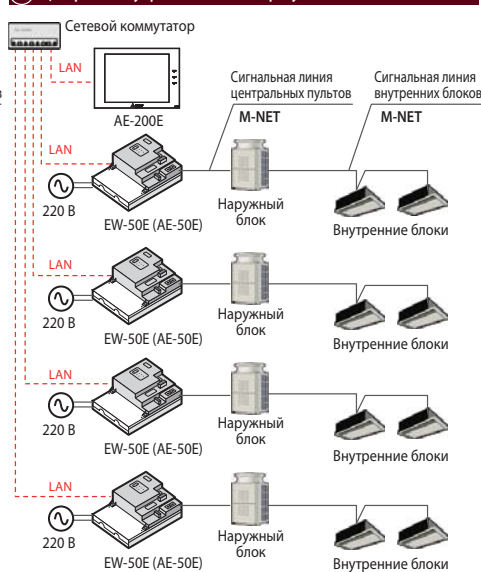 Сетевой коммутатор
LAN
AE-200E
Сигнальная линия
центральных пультов
M-NET
Сигнальная линия
внутренних блоков
M-NET
LAN
220 В
EW-50E (AE-50E)
Наружный
блок
Внутренние блоки
LAN
220 В
EW-50E (AE-50E)
Наружный
блок
Внутренние блоки
LAN
220 В
EW-50E (AE-50E)
Наружный
блок
Внутренние блоки
LAN
220 В
EW-50E (AE-50E)
Наружный
блок
Внутренние блоки